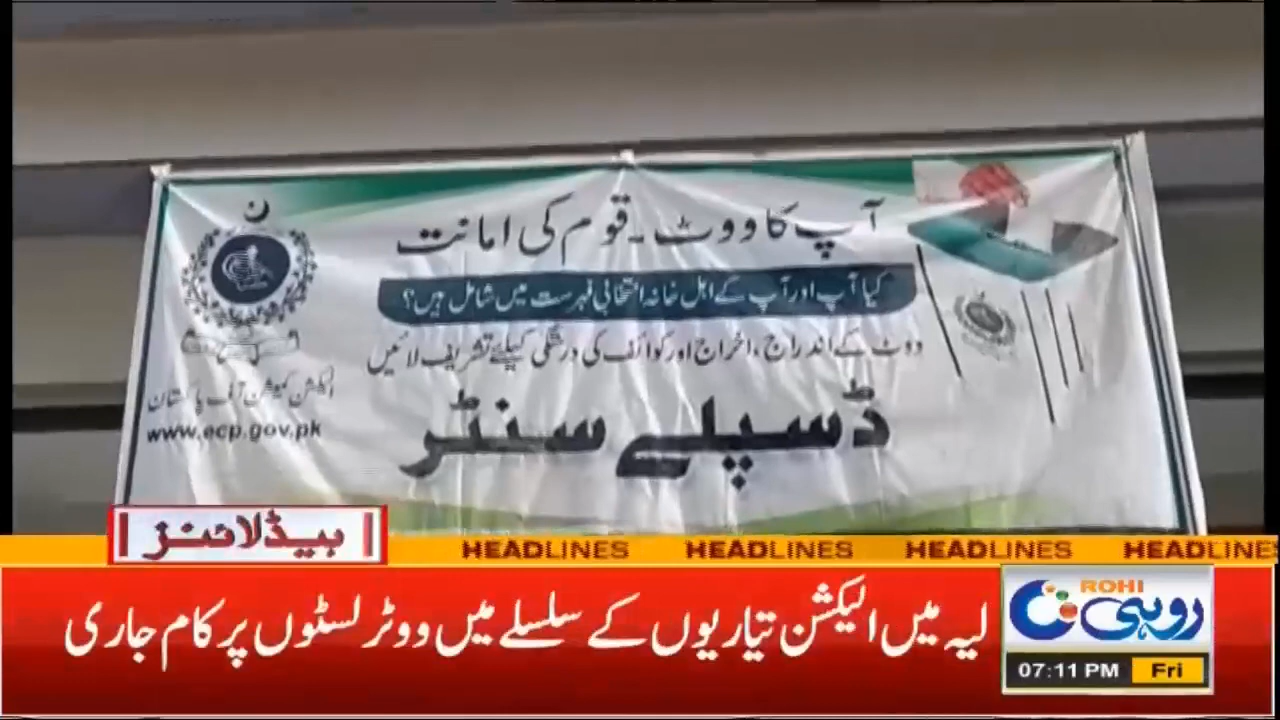 آپ کا ووٹ۔قوم کی امانت
کیا آپ اور آپ کے اہل خانہ انتخابی فہرست میں شامل ہیں؟
ووٹ کے اندراج، اخراج اور کوائف کی درستگی کیلئے تشریف لائیں
ڈسپلے سنٹر
الیکشن کمیشن آف پاکستان
www.ecp.gov.pk
ہیڈلائنز
HEADLINES HEADLINES HEADLINES HEADLINES
لیہ میں الیکشن تیاریوں کے سلسلے میں ووٹر لسٹوں پر کام جاری
ROHI
روہی
07:11 PM Fri